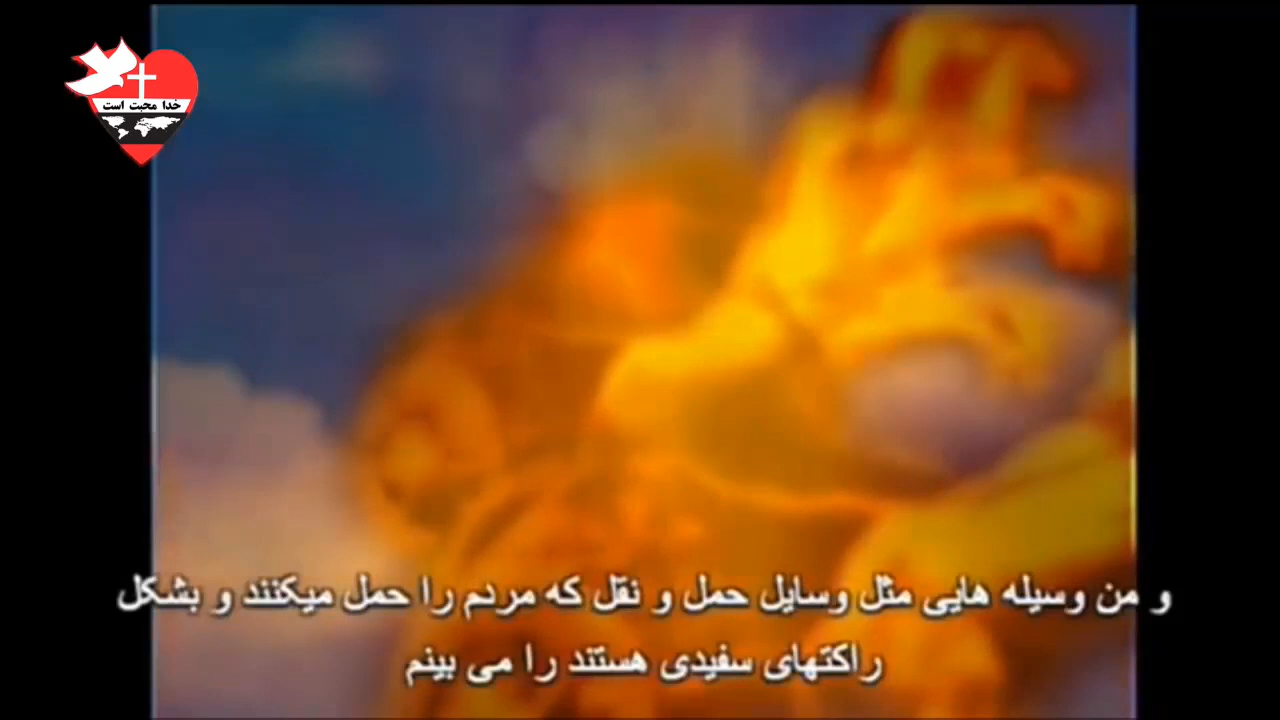 خدا محبت است
و من وسیله هایی مثل وسایل حمل و نقل که مردم را حمل میکنند و بشکل
راکتهای سفیدی هستند را می بینم